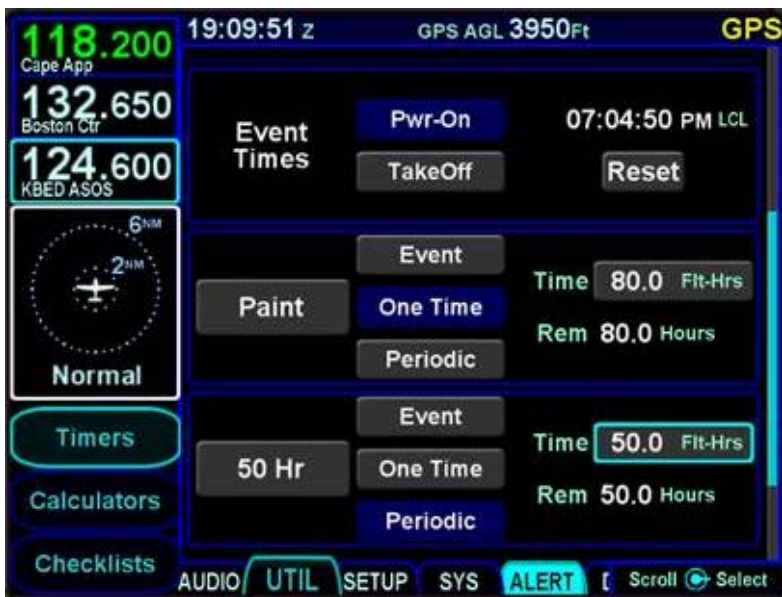 118.200
Cape App
132.650
Boston Ctr
124.600
KBED ASOS
6NM
2NM
Normal
Timers
Calculators
Checklists
19:09:51 Z GPS AGL 3950Ft GPS
Event Times
Pwr-On
TakeOff
07:04:50 PM LCL
Reset
Paint
Event
One Time
Periodic
Time 80.0 Flt-Hrs
Rem 80.0 Hours
50 Hr
Event
One Time
Periodic
Time 50.0 Flt-Hrs
Rem 50.0 Hours
AUDIO UTIL SETUP SYS ALERT Scroll Select